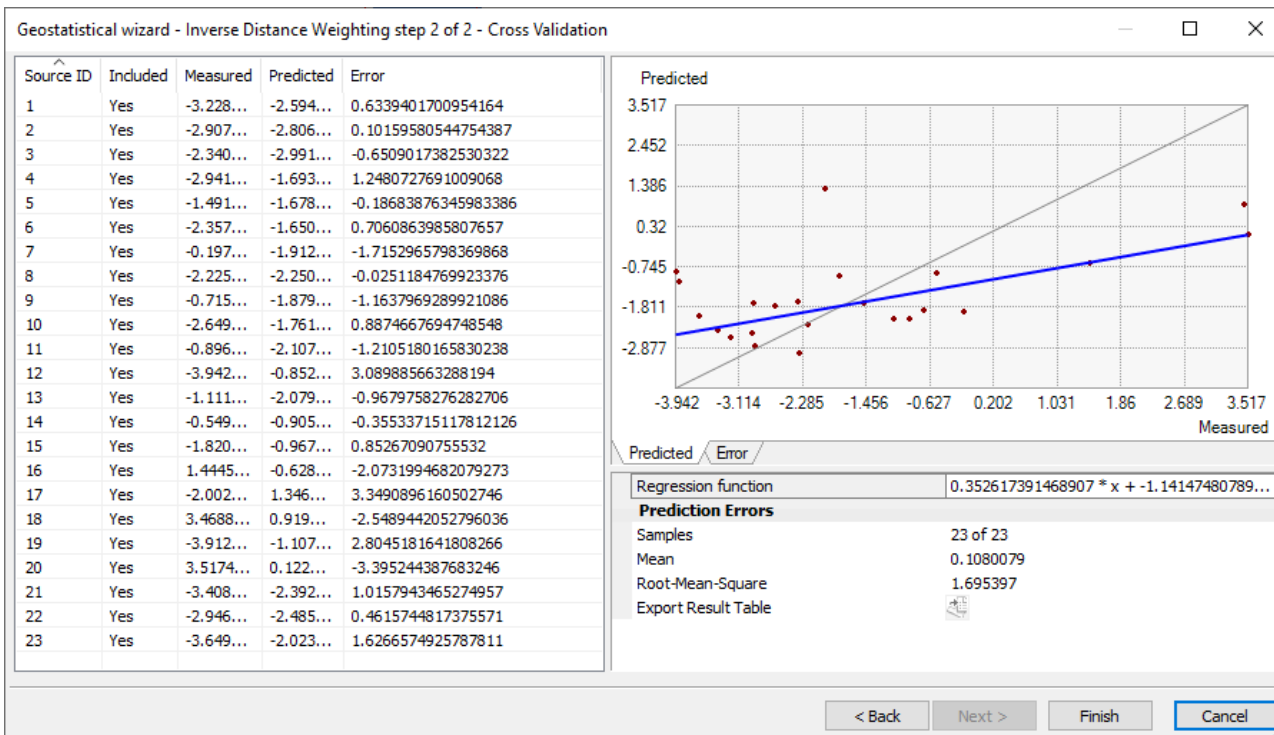 Geostatistical wizard - Inverse Distance Weighting step 2 of 2 - Cross Validation
Source ID Included Measured Predicted Error
1 Yes -3.228... -2.594... 0.6339401700954164
2 Yes -2.907... -2.806... 0.10159580544754387
3 Yes -2.340... -2.991... -0.6509017382530322
4 Yes -2.941... -1.693... 1.2480727691009068
5 Yes -1.491... -1.678... -0.18683876345983386
6 Yes -2.357... -1.650... 0.7060863985807657
7 Yes -0.197... -1.912... -1.7152965798369868
8 Yes -2.225... -2.250... -0.02511847699233​76
9 Yes -0.715... -1.879... -1.1637969289921086
10 Yes -2.649... -1.761... 0.8874667694748548
11 Yes -0.896... -2.107... -1.2105180165830238
12 Yes -3.942... -0.852... 3.089885663288194
13 Yes -1.111... -2.079... -0.9679758276282706
14 Yes -0.549... -0.905... -0.35533715117812126
15 Yes -1.820... -0.967... 0.85267090755532
16 Yes 1.4445... -0.628... -2.0731994682079273
17 Yes -2.002... 1.346... 3.3490896160502746
18 Yes 3.4688... 0.919... -2.5489442052796036
19 Yes -3.912... -1.107... 2.8045181641808266
20 Yes 3.5174... 0.122... -3.395244387683246
21 Yes -3.408... -2.392... 1.0157943465274957
22 Yes -2.946... -2.485... 0.4615744817375571
23 Yes -3.649... -2.023... 1.6266574925787811
Predicted
3.517
2.452
1.386
0.32
-0.745
-1.811
-2.877
-3.942 -3.114 -2.285 -1.456 -0.627 0.202 1.031 1.86 2.689 3.517
Measured
Predicted Error
Regression function 0.352617391468907 * x + -1.14147480789...
Prediction Errors
Samples 23 of 23
Mean 0.1080079
Root-Mean-Square 1.695397
Export Result Table
< Back Next > Finish Cancel